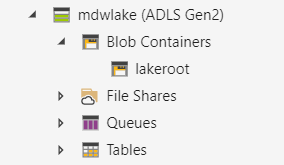 mdwlake (ADLS Gen2)
Blob Containers
lakeroot
File Shares
Queues
Tables